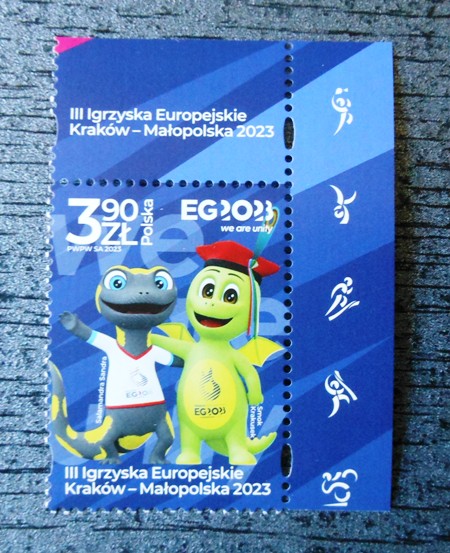 III Igrzyska Europejskie
Kraków – Małopolska 2023
3 90
ZŁ
Polska
PWPW SA 2023
EG2023
we are unity
we
Salamandra Sandra
EG2023
EG2023
Smok
Krakusek
III Igrzyska Europejskie
Kraków – Małopolska 2023